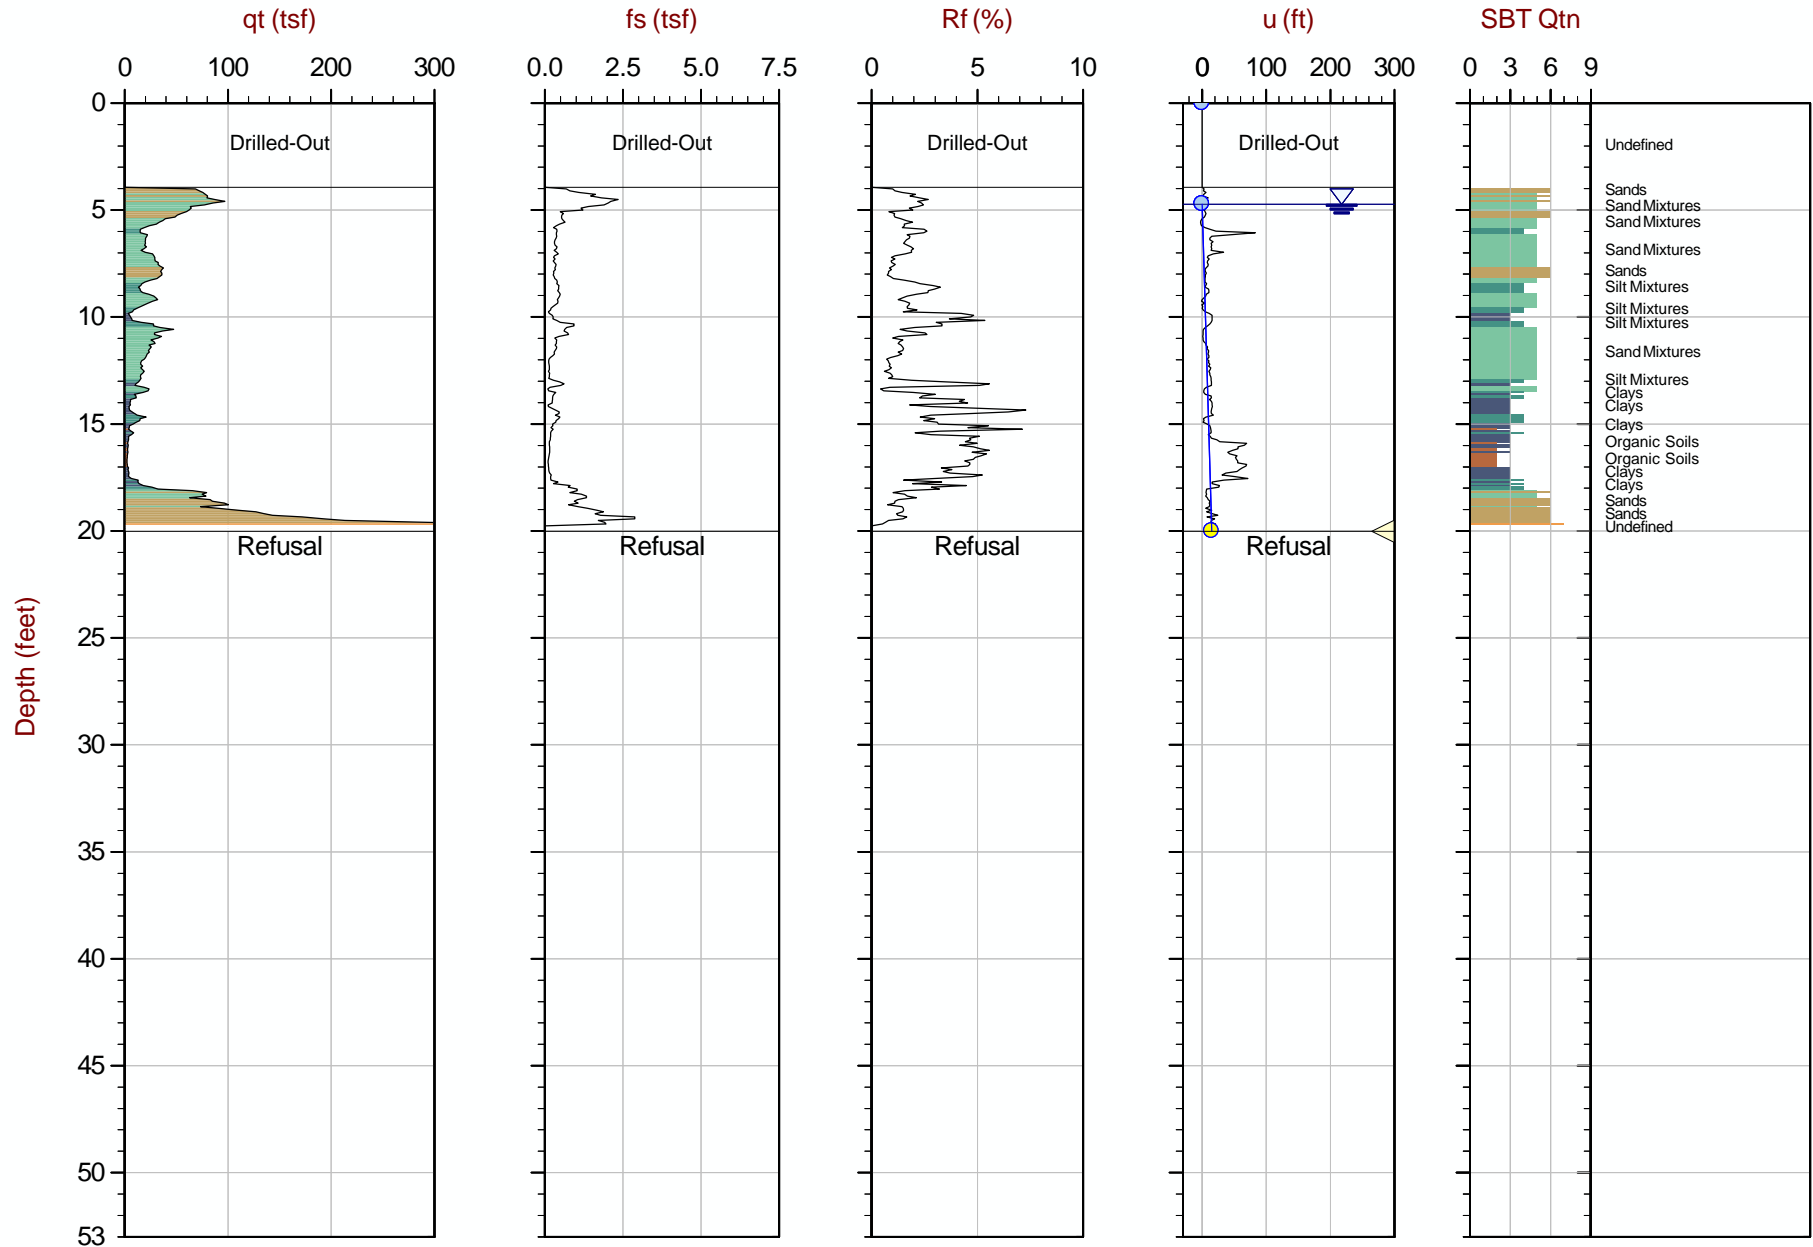 qt (tsf) fs (tsf) Rf (%) u (ft) SBT Qtn
0 100 200 300 0.0 2.5 5.0 7.5 0 5 10 0 100 200 300 0 3 6 9
0
Drilled-Out Drilled-Out Drilled-Out Drilled-Out Undefined
Sands
Sand Mixtures
5
Sand Mixtures
Sand Mixtures
Sands
Silt Mixtures
Silt Mixtures
10
Silt Mixtures
Sand Mixtures
Silt Mixtures
Clays
Clays
15
Clays
Organic Soils
Organic Soils
Clays
Clays
Sands
Sands
20
Undefined
Refusal Refusal Refusal Refusal
25
Depth (feet)
30
35
40
45
50
53